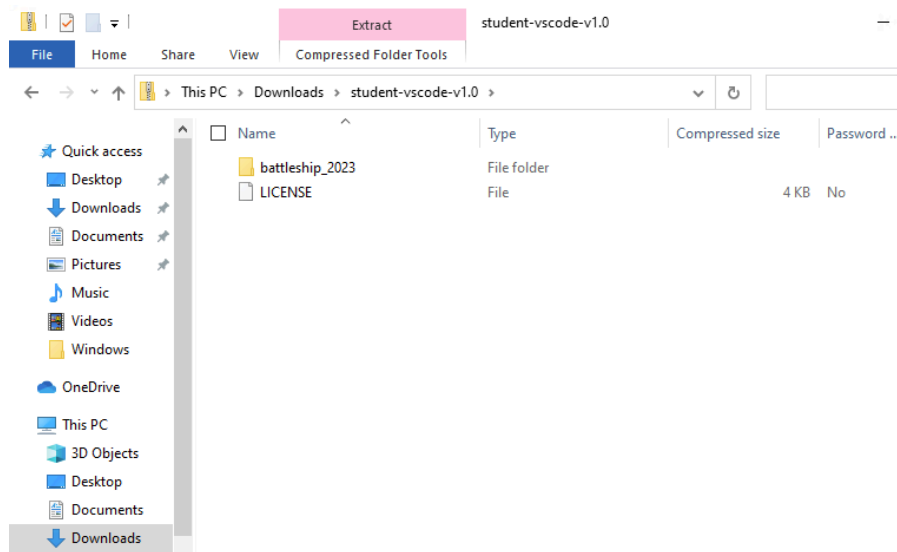 Extract student-vscode-v1.0
File Home Share View Compressed Folder Tools
This PC > Downloads > student-vscode-v1.0 >
Name Type Compressed size Password ...
Quick access
Desktop
Downloads
Documents
Pictures
Music
Videos
Windows
OneDrive
This PC
3D Objects
Desktop
Documents
Downloads
battleship_2023 File folder
LICENSE File 4 KB No